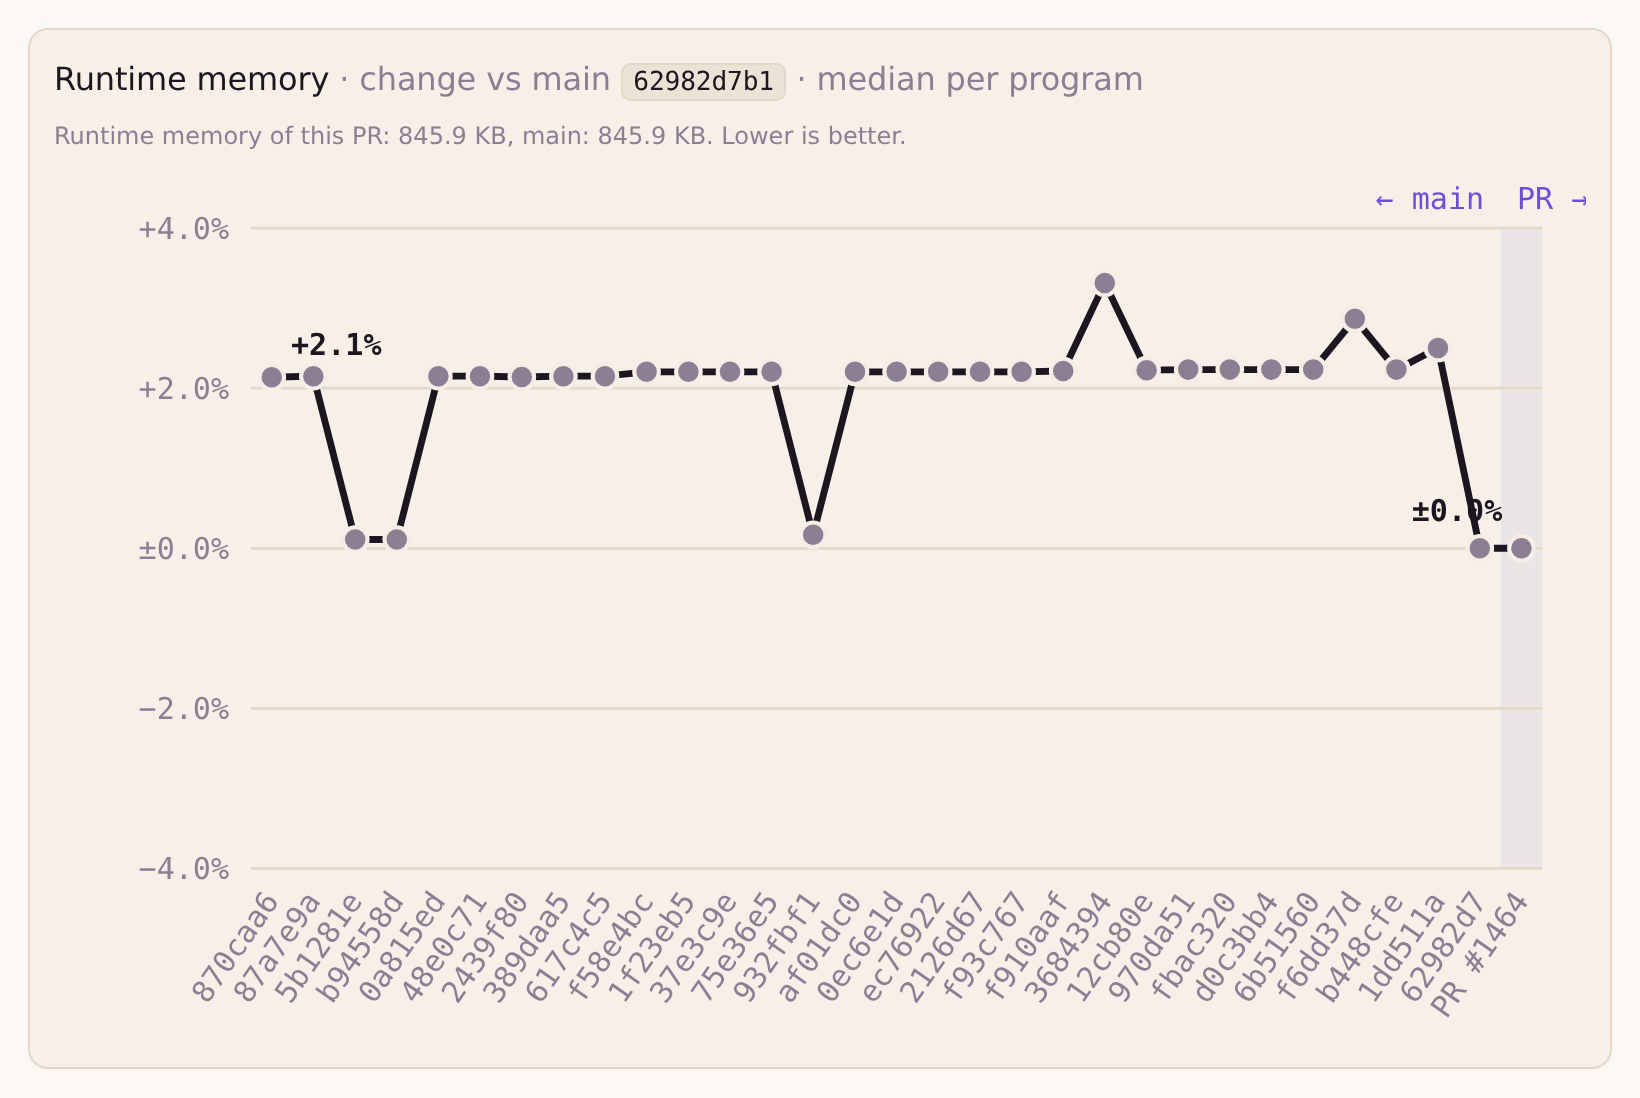 Runtime memory · change vs main 62982d7b1 · median per program
Runtime memory of this PR: 845.9 KB, main: 845.9 KB. Lower is better.
← main PR →
+4.0%
+2.1%
+2.0%
±0.0%
±0.0%
−2.0%
−4.0%
870caa6
87a7e9a
5b1281e
b94558d
0a815ed
48e0c71
2439f80
389daa5
617c4c5
f58e4bc
1f23eb5
37e3c9e
75e36e5
932fbf1
af01dc0
0ec6e1d
ec76922
2126d67
f93c767
f910aaf
3684394
12cb80e
970da51
fbac320
d0c3bb4
6b51560
f6dd37d
b448cfe
1dd511a
62982d7
PR #1464